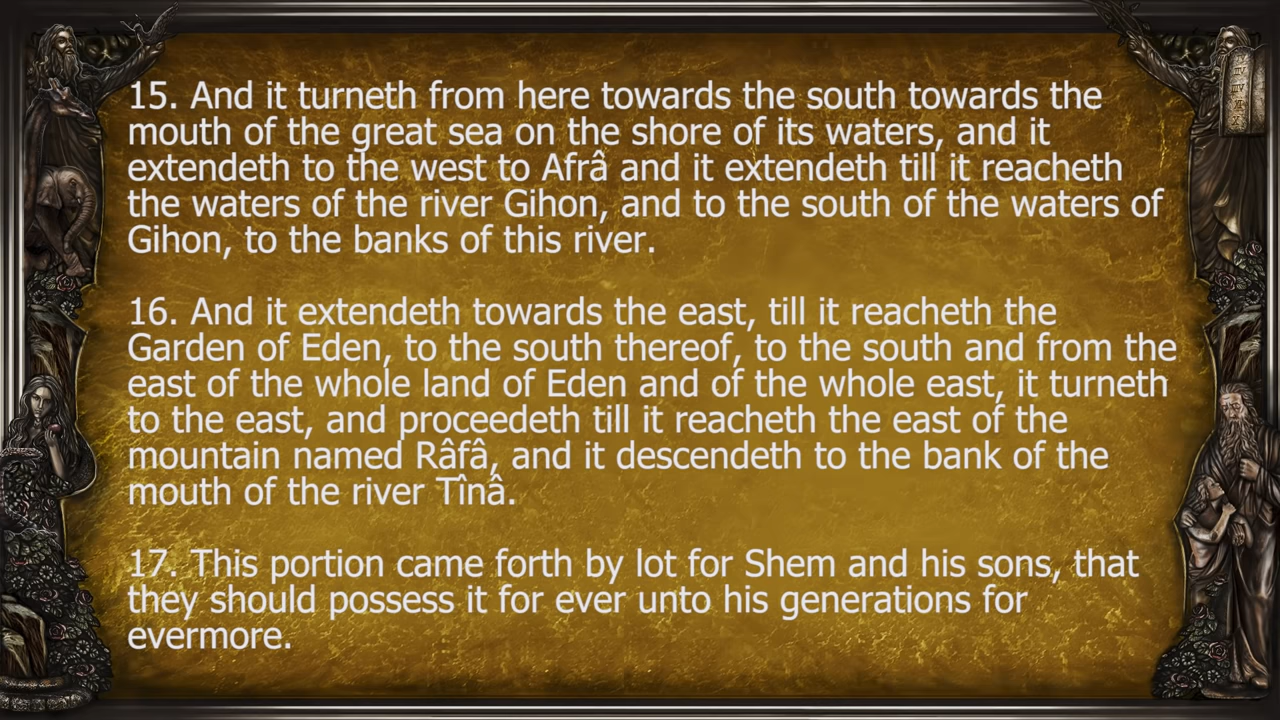 15. And it turneth from here towards the south towards the
mouth of the great sea on the shore of its waters, and it
extendeth to the west to Afrâ and it extendeth till it reacheth
the waters of the river Gihon, and to the south of the waters of
Gihon, to the banks of this river.
16. And it extendeth towards the east, till it reacheth the
Garden of Eden, to the south thereof, to the south and from the
east of the whole land of Eden and of the whole east, it turneth
to the east, and proceedeth till it reacheth the east of the
mountain named Râfâ, and it descendeth to the bank of the
mouth of the river Tînâ.
17. This portion came forth by lot for Shem and his sons, that
they should possess it for ever unto his generations for
evermore.